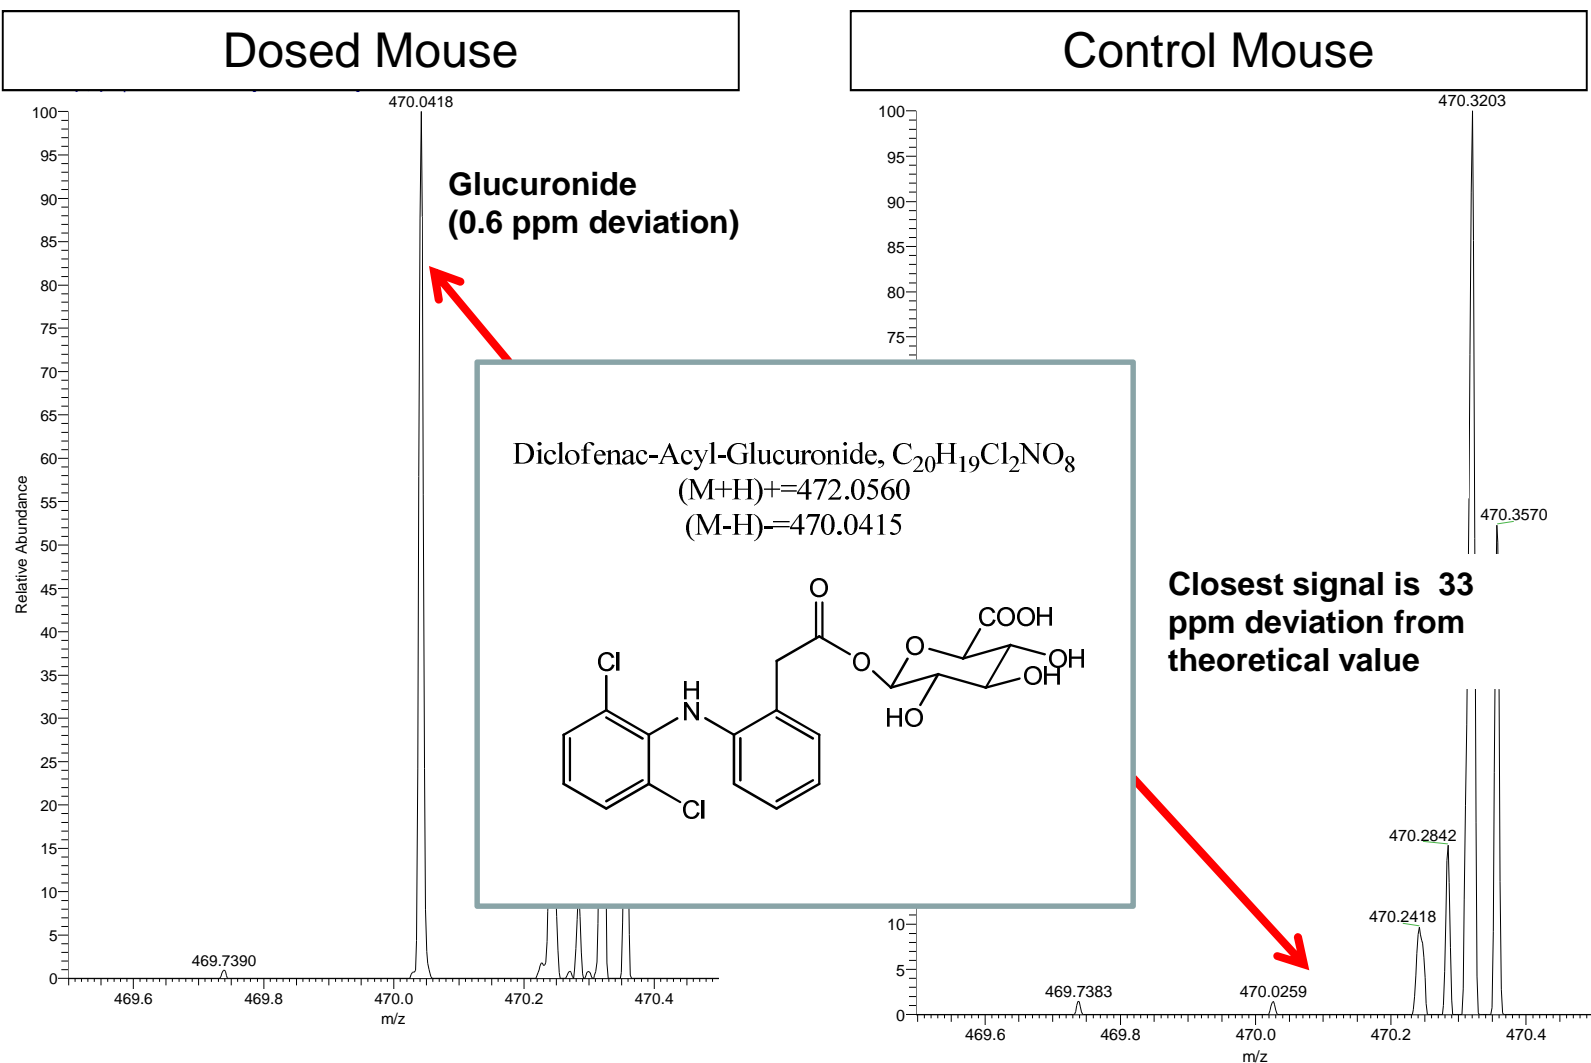 Dosed Mouse
Control Mouse
470.0418
100
95
90
85
80
75
70
65
60
55
50
45
40
35
30
25
20
15
10
5
0
Relative Abundance
469.7390
469.6
469.8
470.0
470.2
470.4
m/z
Glucuronide
(0.6 ppm deviation)
Diclofenac-Acyl-Glucuronide, C₂₀H₁₉Cl₂NO₈
(M+H)+=472.0560
(M-H)-=470.0415
O
COOH
O
O
OH
OH
HO
Cl
H
N
Cl
470.3203
100
95
90
85
80
75
470.3570
Closest signal is 33
ppm deviation from
theoretical value
470.2842
470.2418
10
5
0
469.7383
470.0259
469.6
469.8
470.0
470.2
470.4
m/z